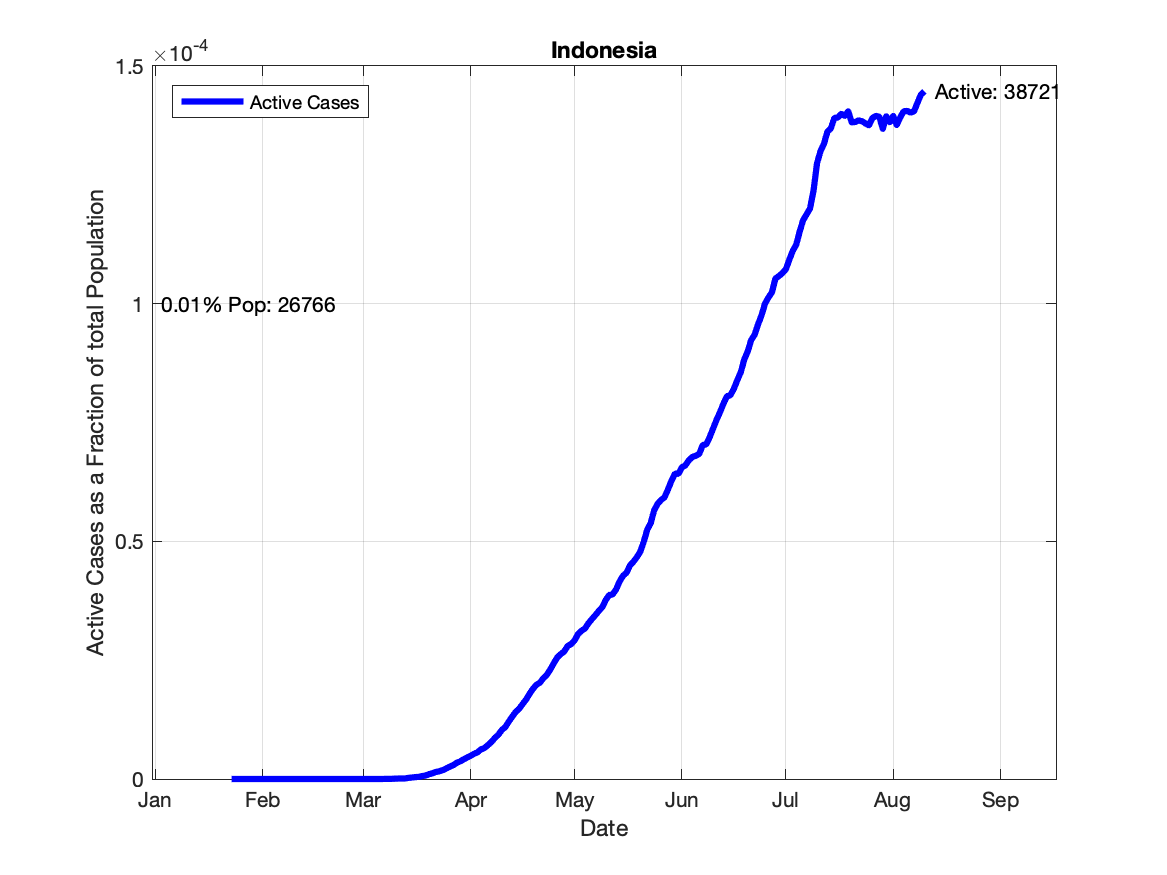 Indonesia
×10-4
1.5
Active Cases
Active: 38721
1
0.01% Pop: 26766
0.5
0
Active Cases as a Fraction of total Population
Jan Feb Mar Apr May Jun Jul Aug Sep
Date